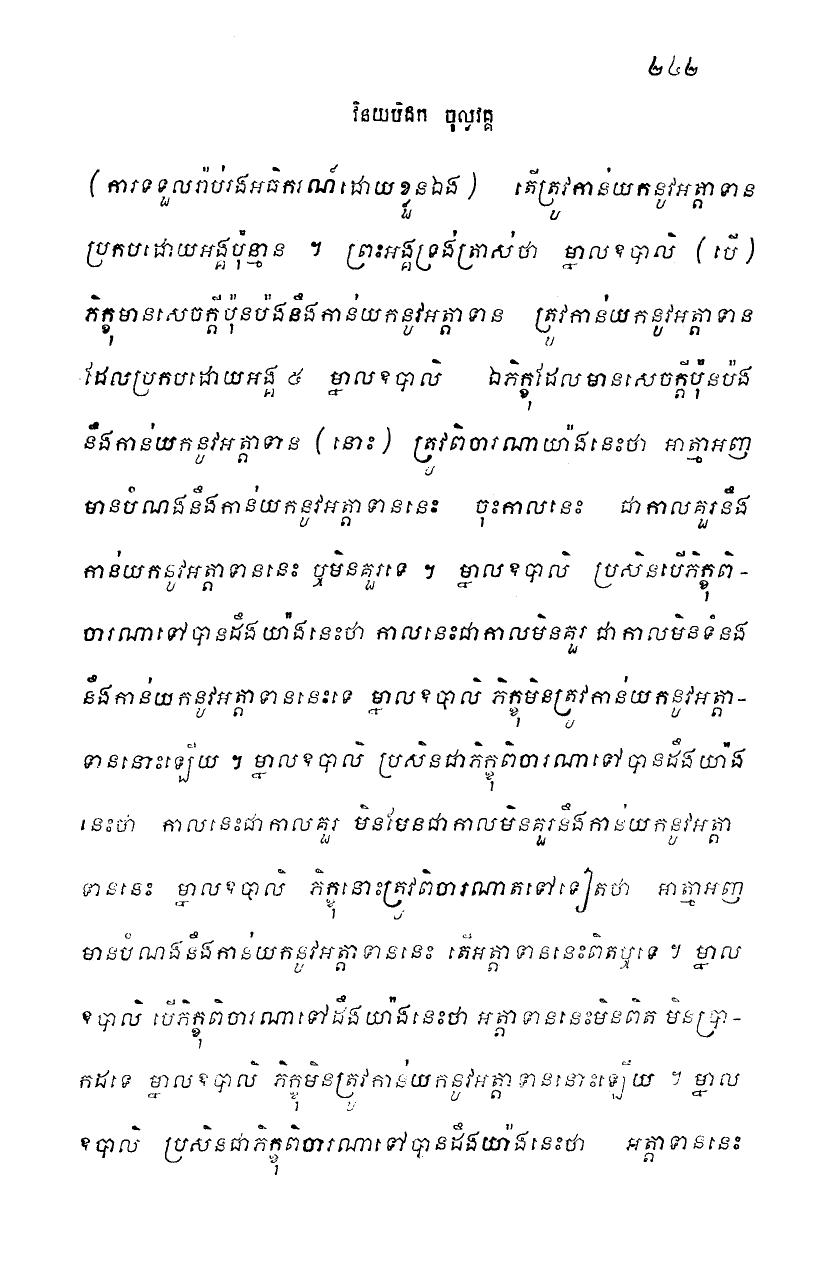 ២៤២
វិនយបិដក ចុល្លវគ្គ
(ការទទួលរ៉ាប់រងអធិករណ៍ដោយខ្លួនឯង) តើត្រូវកាន់យកនូវអត្តាទាន
ប្រកបដោយអង្គប៉ុន្មាន ។ ព្រះអង្គទ្រង់ត្រាស់ថា ម្នាលឧបាលិ (បើ)
ភិក្ខុមានសេចក្តីប៉ុនប៉ងនឹងកាន់យកនូវអត្តាទាន ត្រូវកាន់យកនូវអត្តាទាន
ដែលប្រកបដោយអង្គ ៥ ម្នាលឧបាលិ ឯភិក្ខុដែលមានសេចក្តីប៉ុនប៉ង
នឹងកាន់យកនូវអត្តាទាន (នោះ) ត្រូវពិចារណាយ៉ាងនេះថា អាត្មាអញ
មានបំណងនឹងកាន់យកនូវអត្តាទាននេះ ចុះកាលនេះ ជាកាលគួរនឹង
កាន់យកនូវអត្តាទាននេះ ឬមិនគួរទេ ។ ម្នាលឧបាលិ ប្រសិនបើភិក្ខុពិ-
ចារណាទៅបានដឹងយ៉ាងនេះថា កាលនេះជាកាលមិនគួរ ជាកាលមិនទំនង
នឹងកាន់យកនូវអត្តាទាននេះទេ ម្នាលឧបាលិ ភិក្ខុមិនត្រូវកាន់យកនូវអត្តា-
ទាននោះឡើយ ។ ម្នាលឧបាលិ ប្រសិនជាភិក្ខុពិចារណាទៅបានដឹងយ៉ាង
នេះថា កាលនេះជាកាលគួរ មិនមែនជាកាលមិនគួរនឹងកាន់យកនូវអត្តា
ទាននេះ ម្នាលឧបាលិ ភិក្ខុនោះត្រូវពិចារណាតទៅទៀតថា អាត្មាអញ
មានបំណងនឹងកាន់យកនូវអត្តាទាននេះ តើអត្តាទាននេះពិតឬទេ ។ ម្នាល
ឧបាលិ បើភិក្ខុពិចារណាទៅដឹងយ៉ាងនេះថា អត្តាទាននេះមិនពិត មិនប្រា-
កដទេ ម្នាលឧបាលិ ភិក្ខុមិនត្រូវកាន់យកនូវអត្តាទាននោះឡើយ ។ ម្នាល
ឧបាលិ ប្រសិនជាភិក្ខុពិចារណាទៅបានដឹងយ៉ាងនេះថា អត្តាទាននេះ